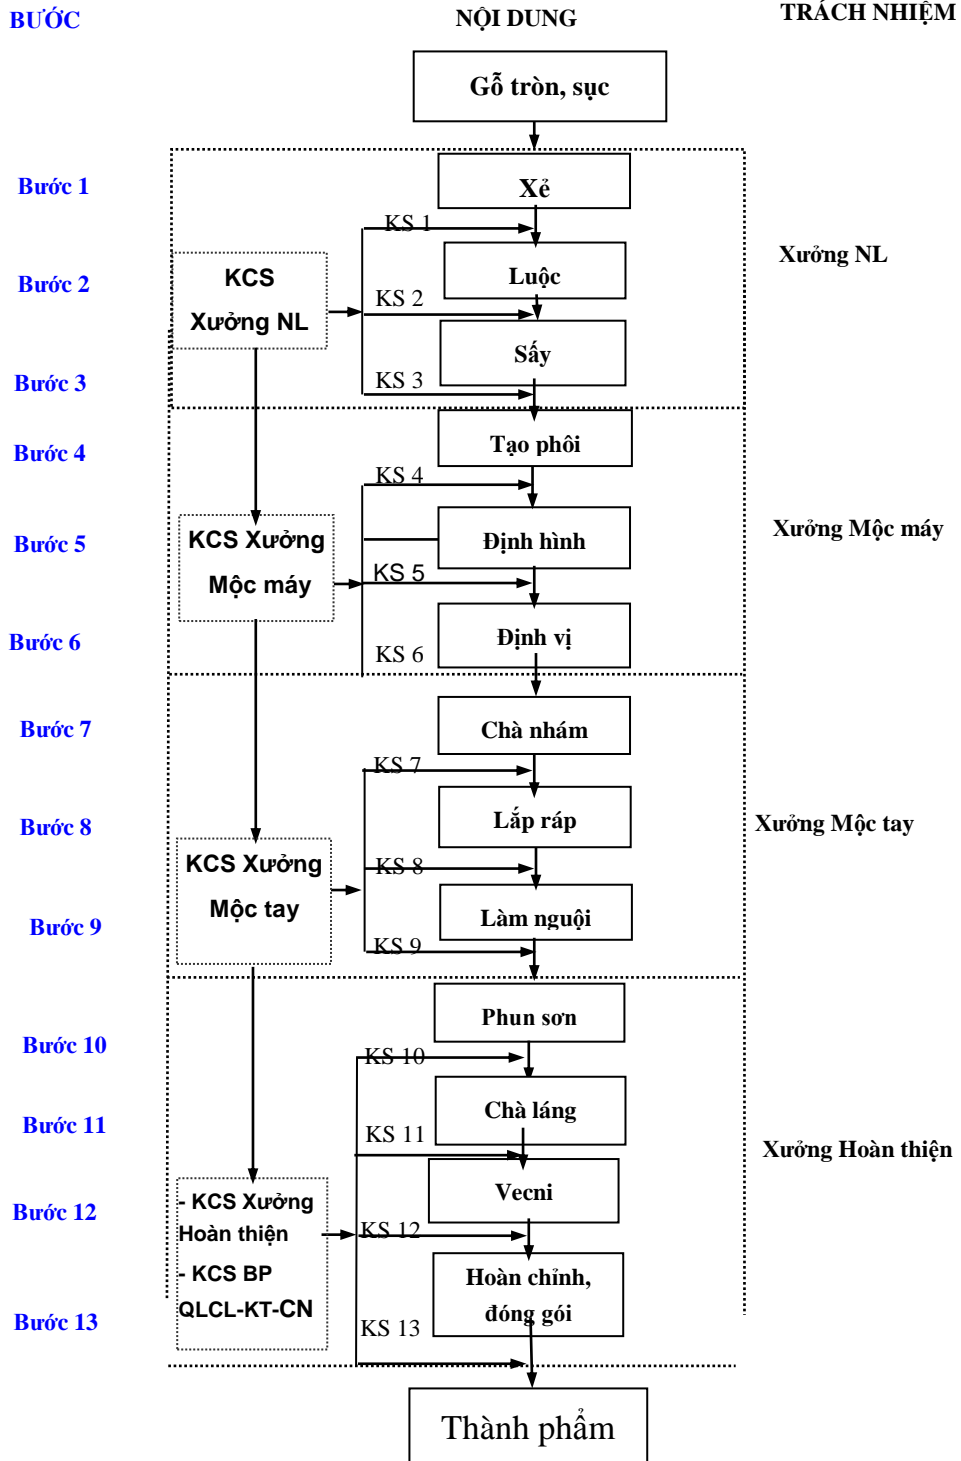 BƯỚC
NỘI DUNG
TRÁCH NHIỆM
Gỗ tròn, sục
Bước 1
Xẻ
KS 1
Xưởng NL
KCS
Xưởng NL
Bước 2
Luộc
KS 2
Sấy
Bước 3
KS 3
Bước 4
Tạo phôi
KS 4
Xưởng Mộc máy
KCS Xưởng
Mộc máy
Bước 5
Định hình
KS 5
Bước 6
Định vị
KS 6
Bước 7
Chà nhám
KS 7
Bước 8
Lắp ráp
Xưởng Mộc tay
KCS Xưởng
Mộc tay
KS 8
Bước 9
Làm nguội
KS 9
Phun sơn
Bước 10
KS 10
Bước 11
Chà láng
KS 11
Xưởng Hoàn thiện
Bước 12
- KCS Xưởng
Hoàn thiện
- KCS BP
QLCL-KT-CN
Vecni
KS 12
Hoàn chỉnh,
đóng gói
Bước 13
KS 13
Thành phẩm